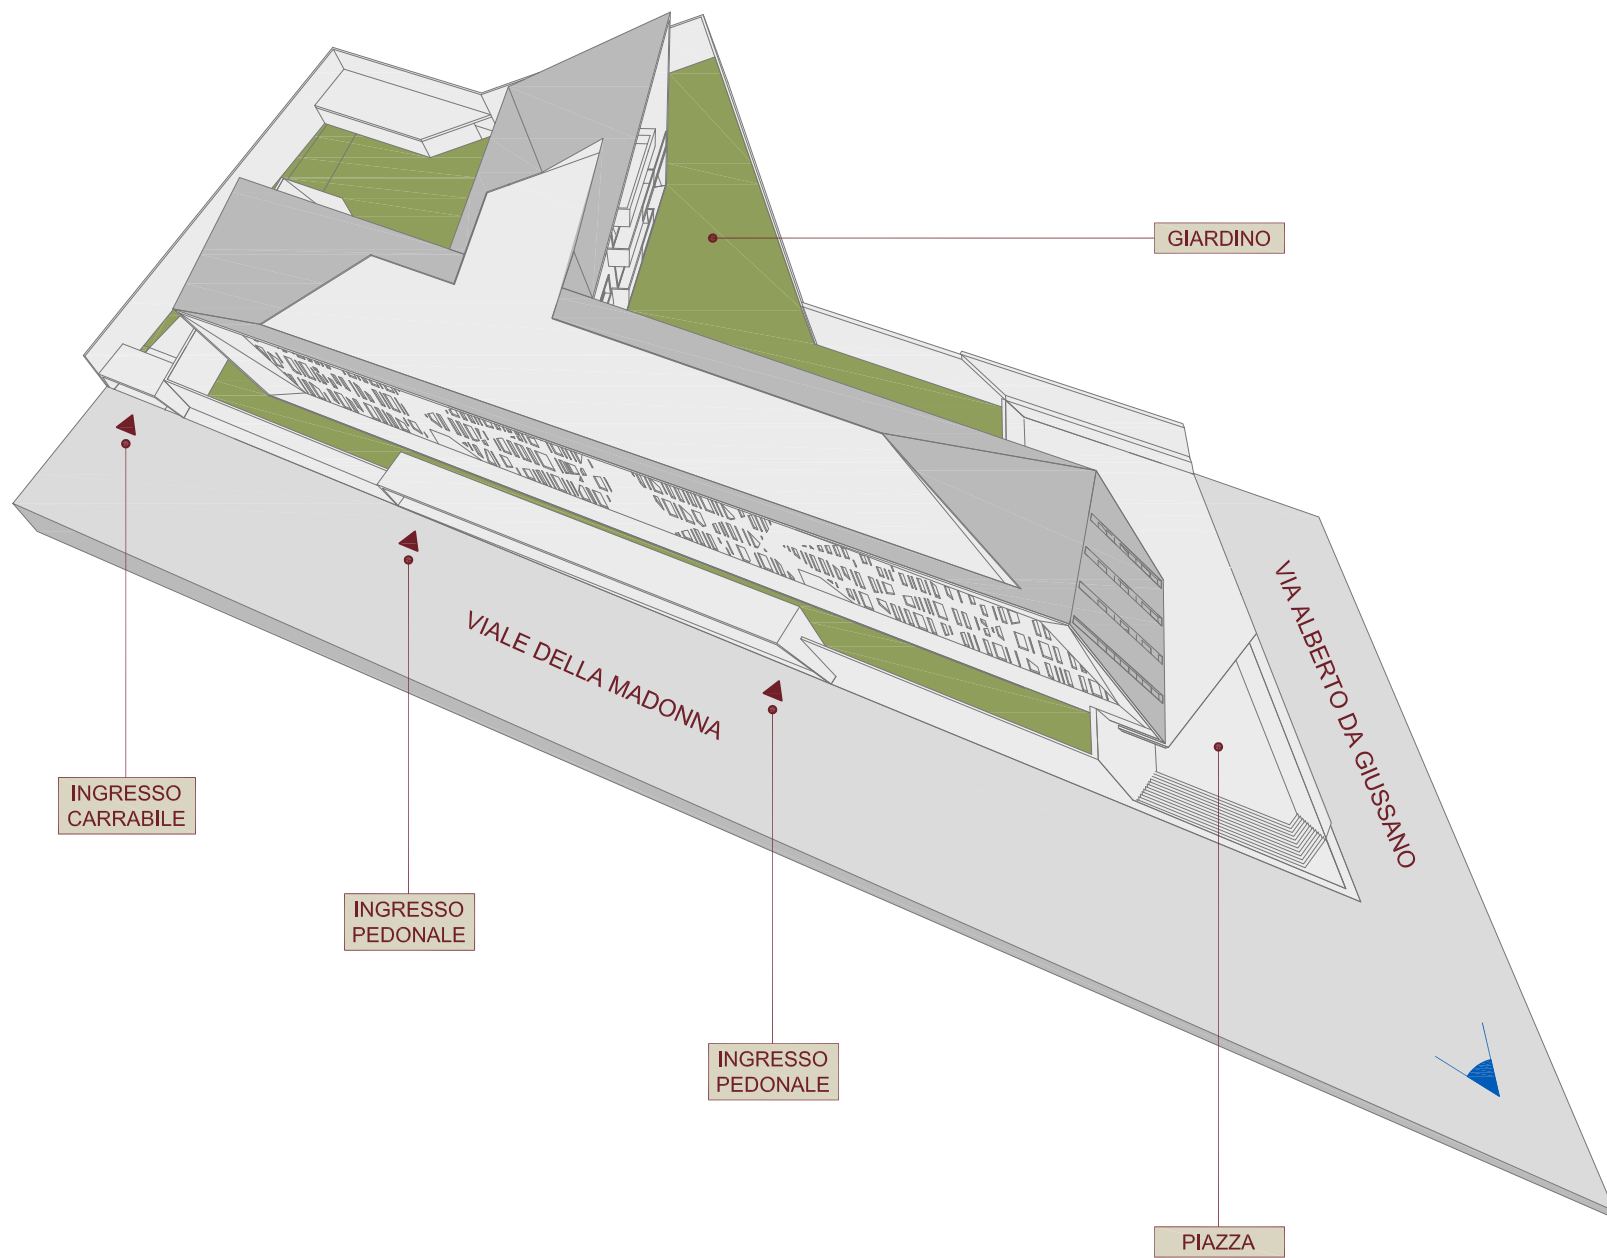 GIARDINO
VIA ALBERTO DA GIUSSANO
VIALE DELLA MADONNA
INGRESSO
CARRABILE
INGRESSO
PEDONALE
INGRESSO
PEDONALE
PIAZZA